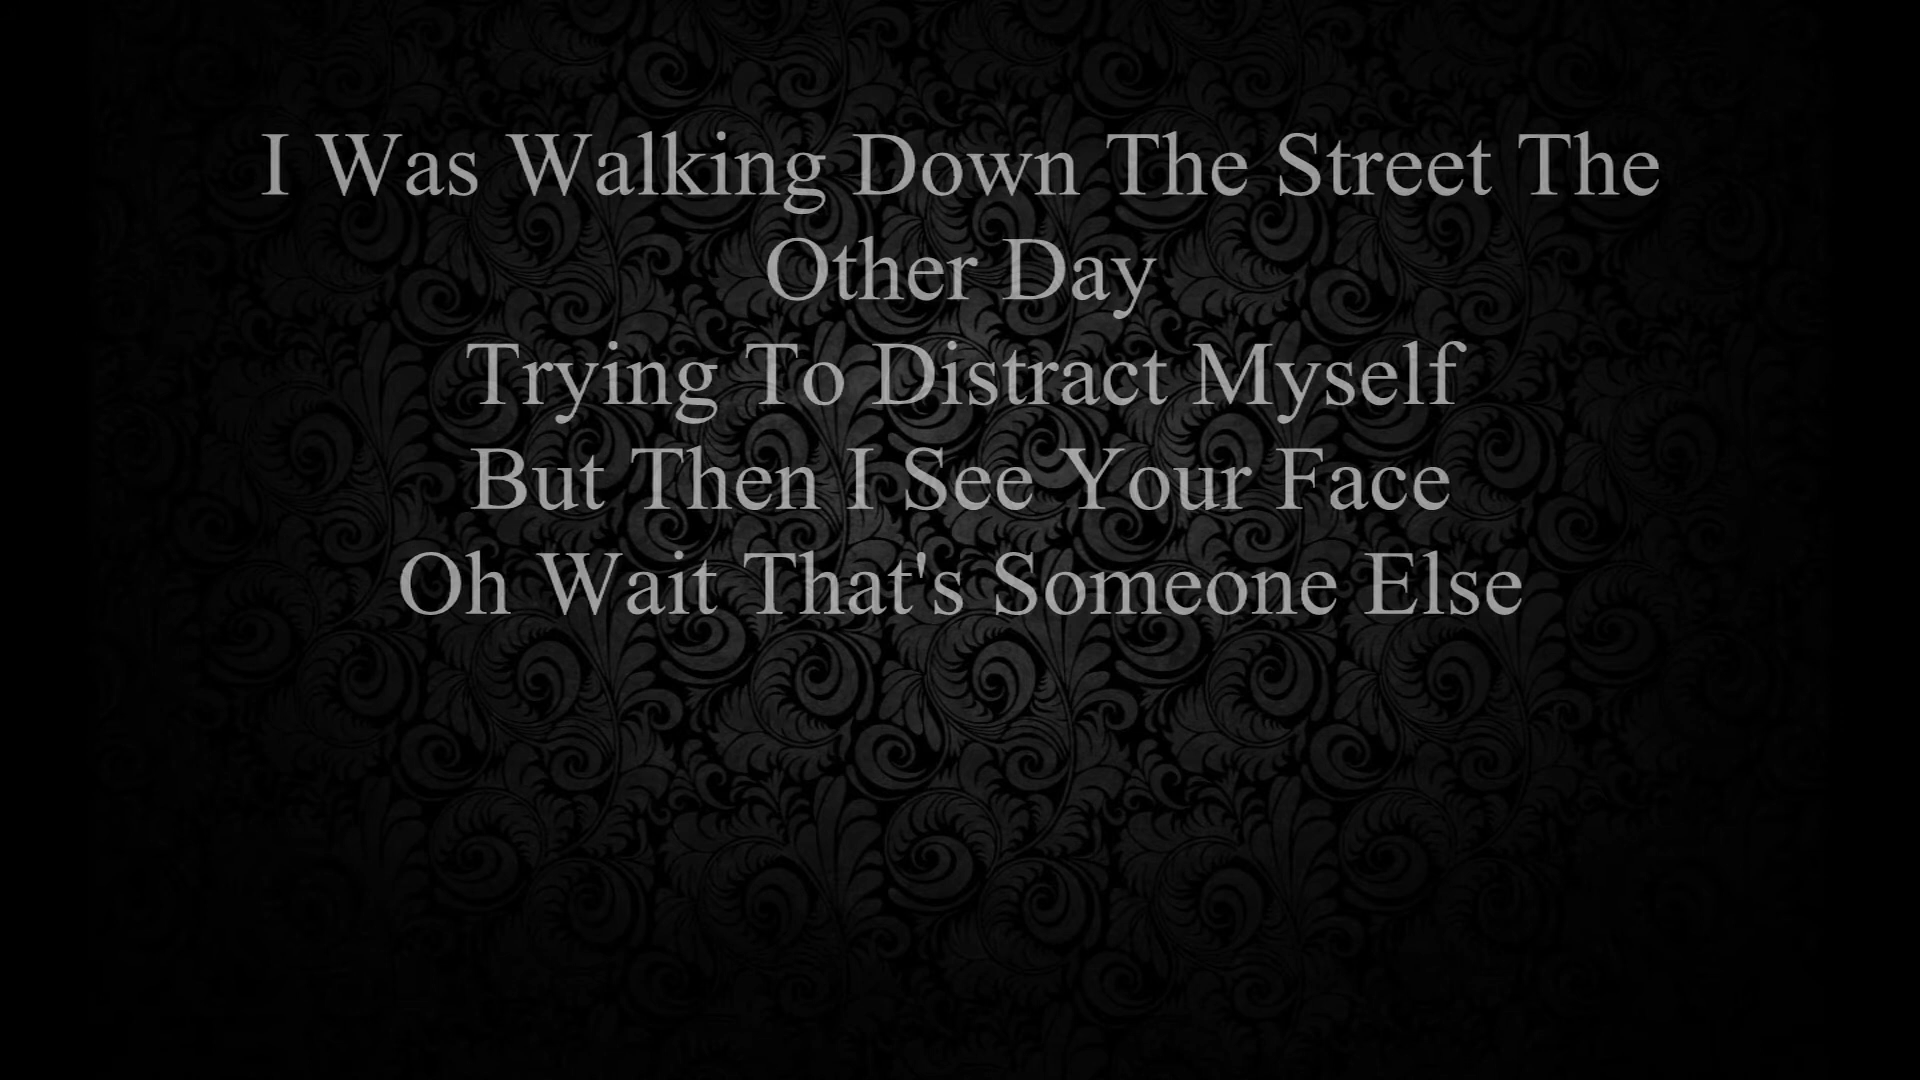 I Was Walking Down The Street The
Other Day
Trying To Distract Myself
But Then I See Your Face
Oh Wait That's Someone Else